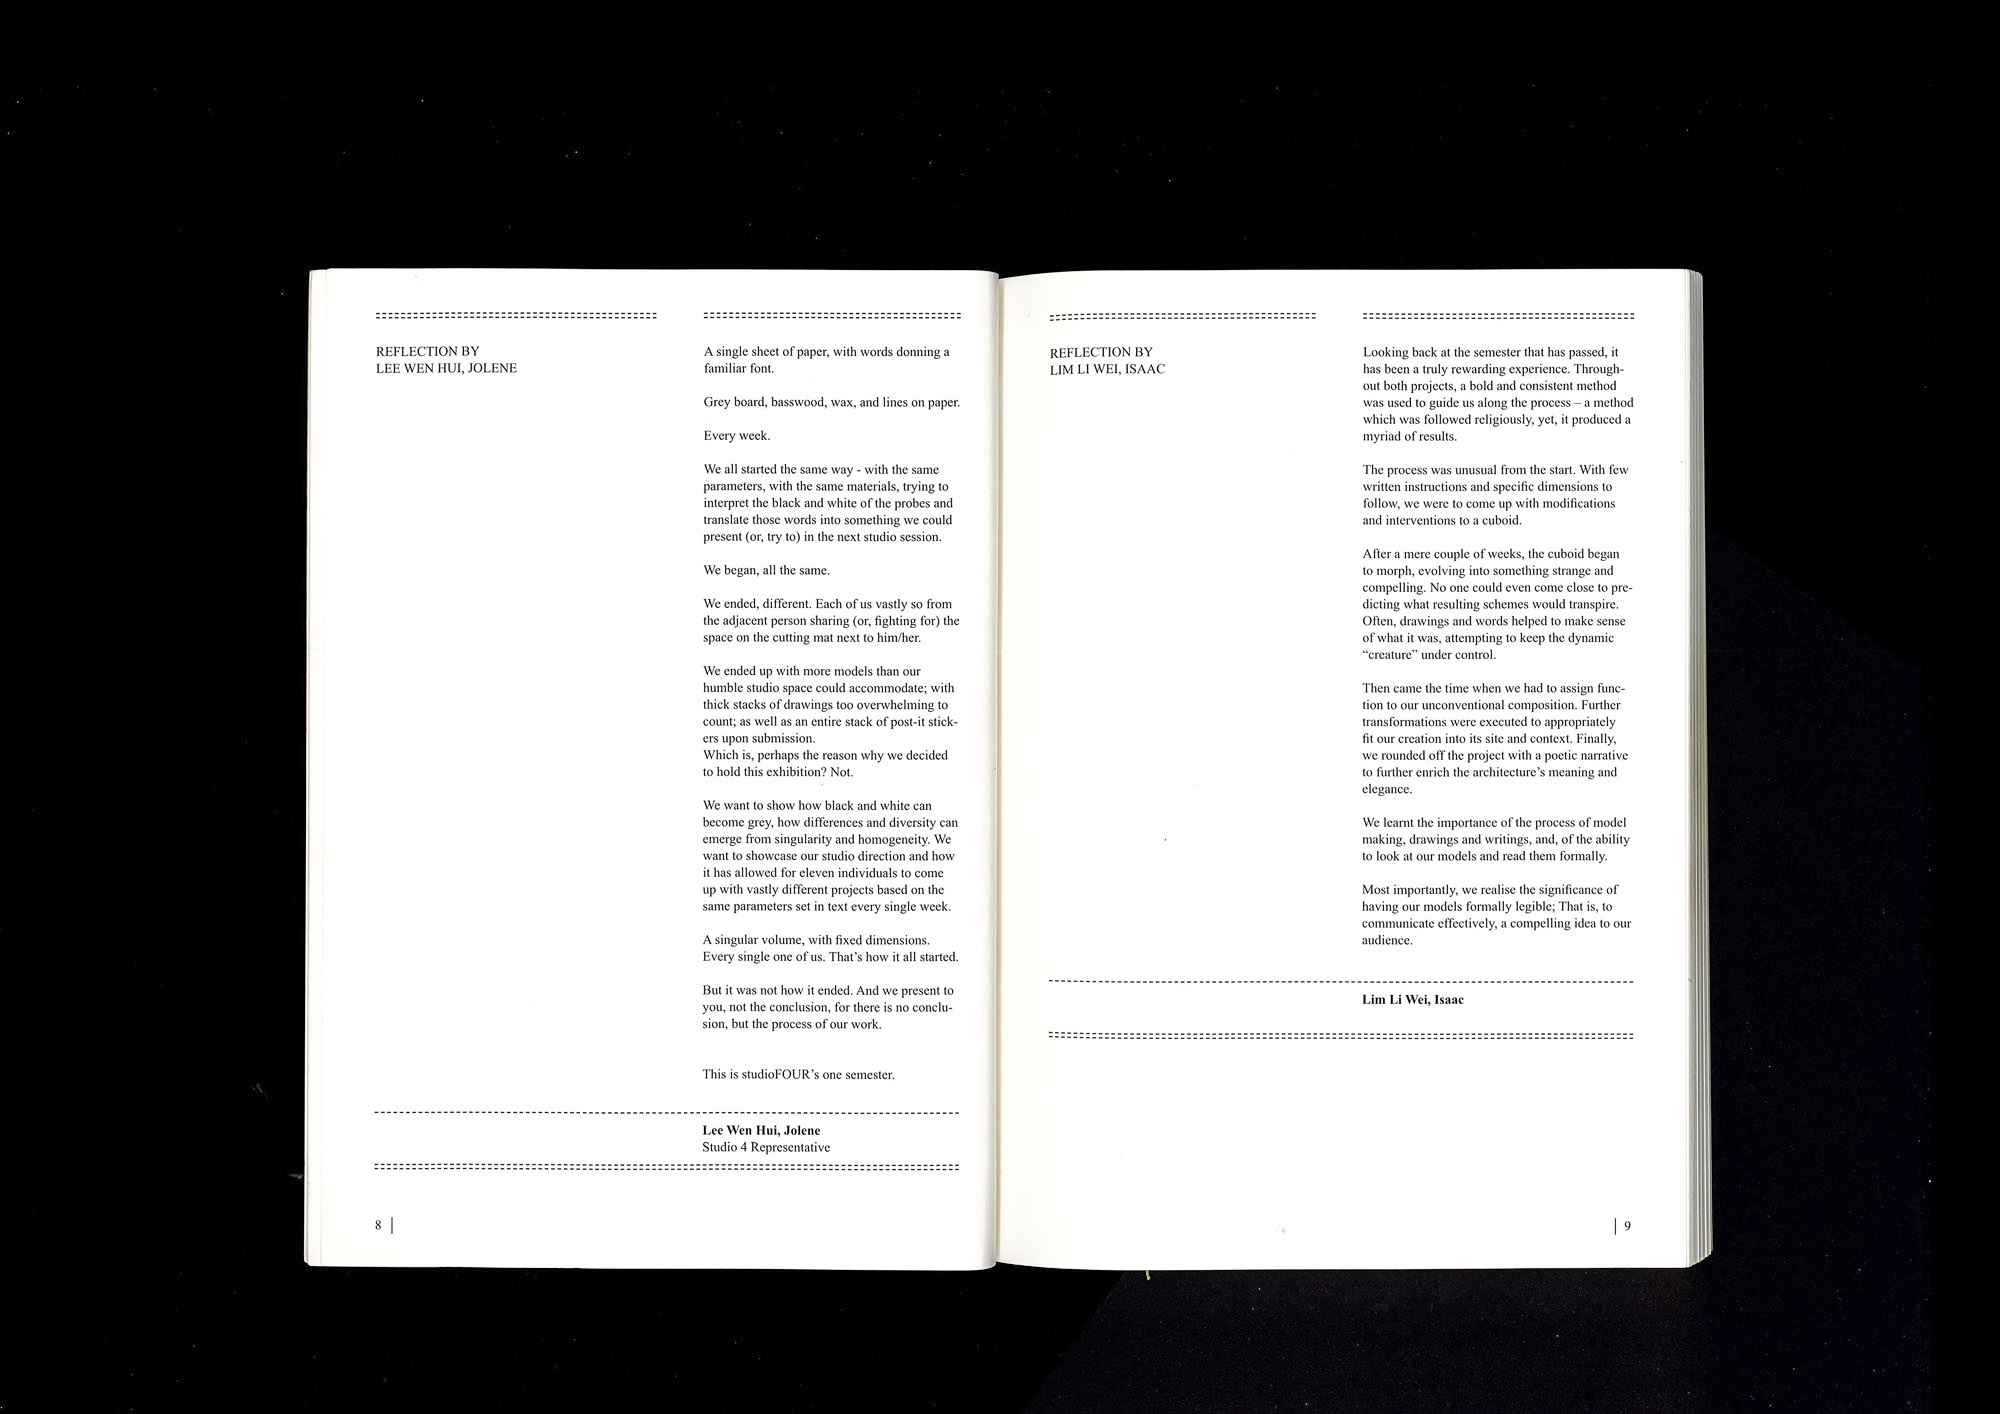 REFLECTION BY
LEE WEN HUI, JOLENE
A single sheet of paper, with words donning a
familiar font.
Grey board, basswood, wax, and lines on paper.
Every week.
We all started the same way - with the same
parameters, with the same materials, trying to
interpret the black and white of the probes and
translate those words into something we could
present (or, try to) in the next studio session.
We began, all the same.
We ended, different. Each of us vastly so from
the adjacent person sharing (or, fighting for) the
space on the cutting mat next to him/her.
We ended up with more models than our
humble studio space could accommodate; with
thick stacks of drawings too overwhelming to
count; as well as an entire stack of post-it stick-
ers upon submission.
Which is, perhaps the reason why we decided
to hold this exhibition? Not.
We want to show how black and white can
become grey, how differences and diversity can
emerge from singularity and homogeneity. We
want to showcase our studio direction and how
it has allowed for eleven individuals to come
up with vastly different projects based on the
same parameters set in text every single week.
A singular volume, with fixed dimensions.
Every single one of us. That's how it all started.
But it was not how it ended. And we present to
you, not the conclusion, for there is no conclu-
sion, but the process of our work.
This is studioFOUR's one semester.
Lee Wen Hui, Jolene
Studio 4 Representative
8 |
REFLECTION BY
LIM LI WEI, ISAAC
Looking back at the semester that has passed, it
has been a truly rewarding experience. Through-
out both projects, a bold and consistent method
was used to guide us along the process – a method
which was followed religiously, yet, it produced a
myriad of results.
The process was unusual from the start. With few
written instructions and specific dimensions to
follow, we were to come up with modifications
and interventions to a cuboid.
After a mere couple of weeks, the cuboid began
to morph, evolving into something strange and
compelling. No one could even come close to pre-
dicting what resulting schemes would transpire.
Often, drawings and words helped to make sense
of what it was, attempting to keep the dynamic
“creature” under control.
Then came the time when we had to assign func-
tion to our unconventional composition. Further
transformations were executed to appropriately
fit our creation into its site and context. Finally,
we rounded off the project with a poetic narrative
to further enrich the architecture's meaning and
elegance.
We learnt the importance of the process of model
making, drawings and writings, and, of the ability
to look at our models and read them formally.
Most importantly, we realise the significance of
having our models formally legible; That is, to
communicate effectively, a compelling idea to our
audience.
Lim Li Wei, Isaac
| 9